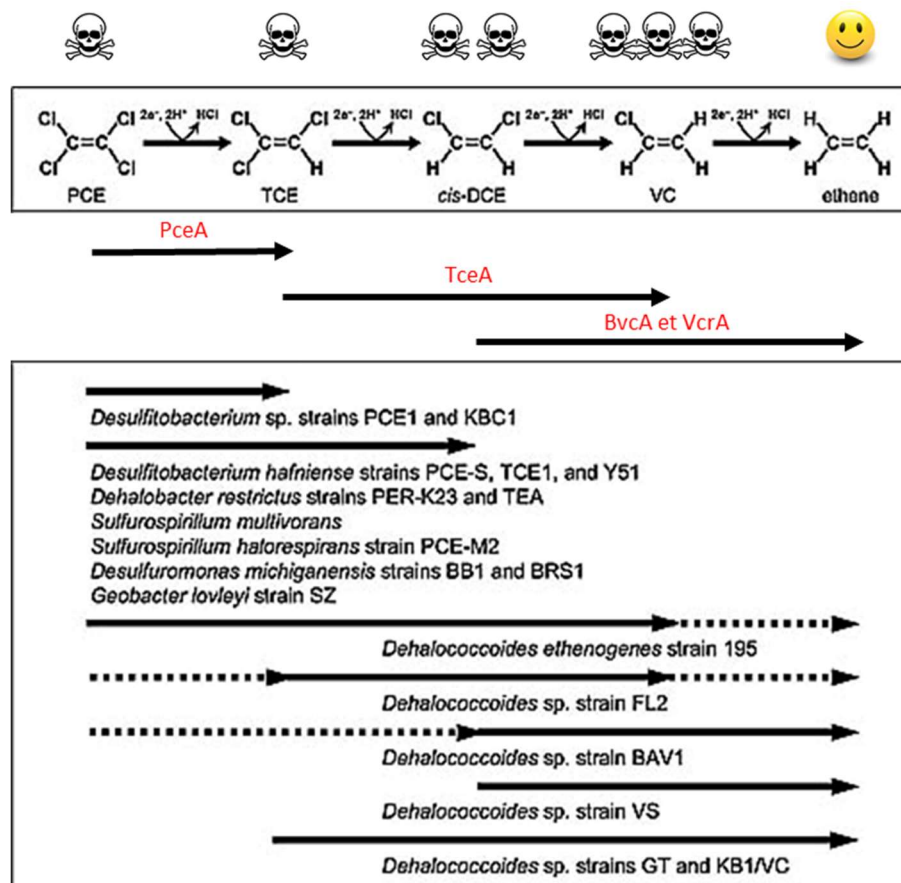 Cl Cl 2e⁻, 2H⁺ HCl Cl Cl 2e⁻, 2H⁺ HCl Cl Cl 2e⁻, 2H⁺ HCl Cl H 2e⁻, 2H⁺ HCl H H
C=C C=C C=C C=C C=C
Cl Cl Cl H H H H H H H
PCE TCE cis-DCE VC ethene
PceA
TceA
BvcA et VcrA
Desulfitobacterium sp. strains PCE1 and KBC1
Desulfitobacterium hafniense strains PCE-S, TCE1, and Y51
Dehalobacter restrictus strains PER-K23 and TEA
Sulfurospirillum multivorans
Sulfurospirillum halorespirans strain PCE-M2
Desulfuromonas michiganensis strains BB1 and BRS1
Geobacter lovleyi strain SZ
Dehalococcoides ethenogenes strain 195
Dehalococcoides sp. strain FL2
Dehalococcoides sp. strain BAV1
Dehalococcoides sp. strain VS
Dehalococcoides sp. strains GT and KB1/VC